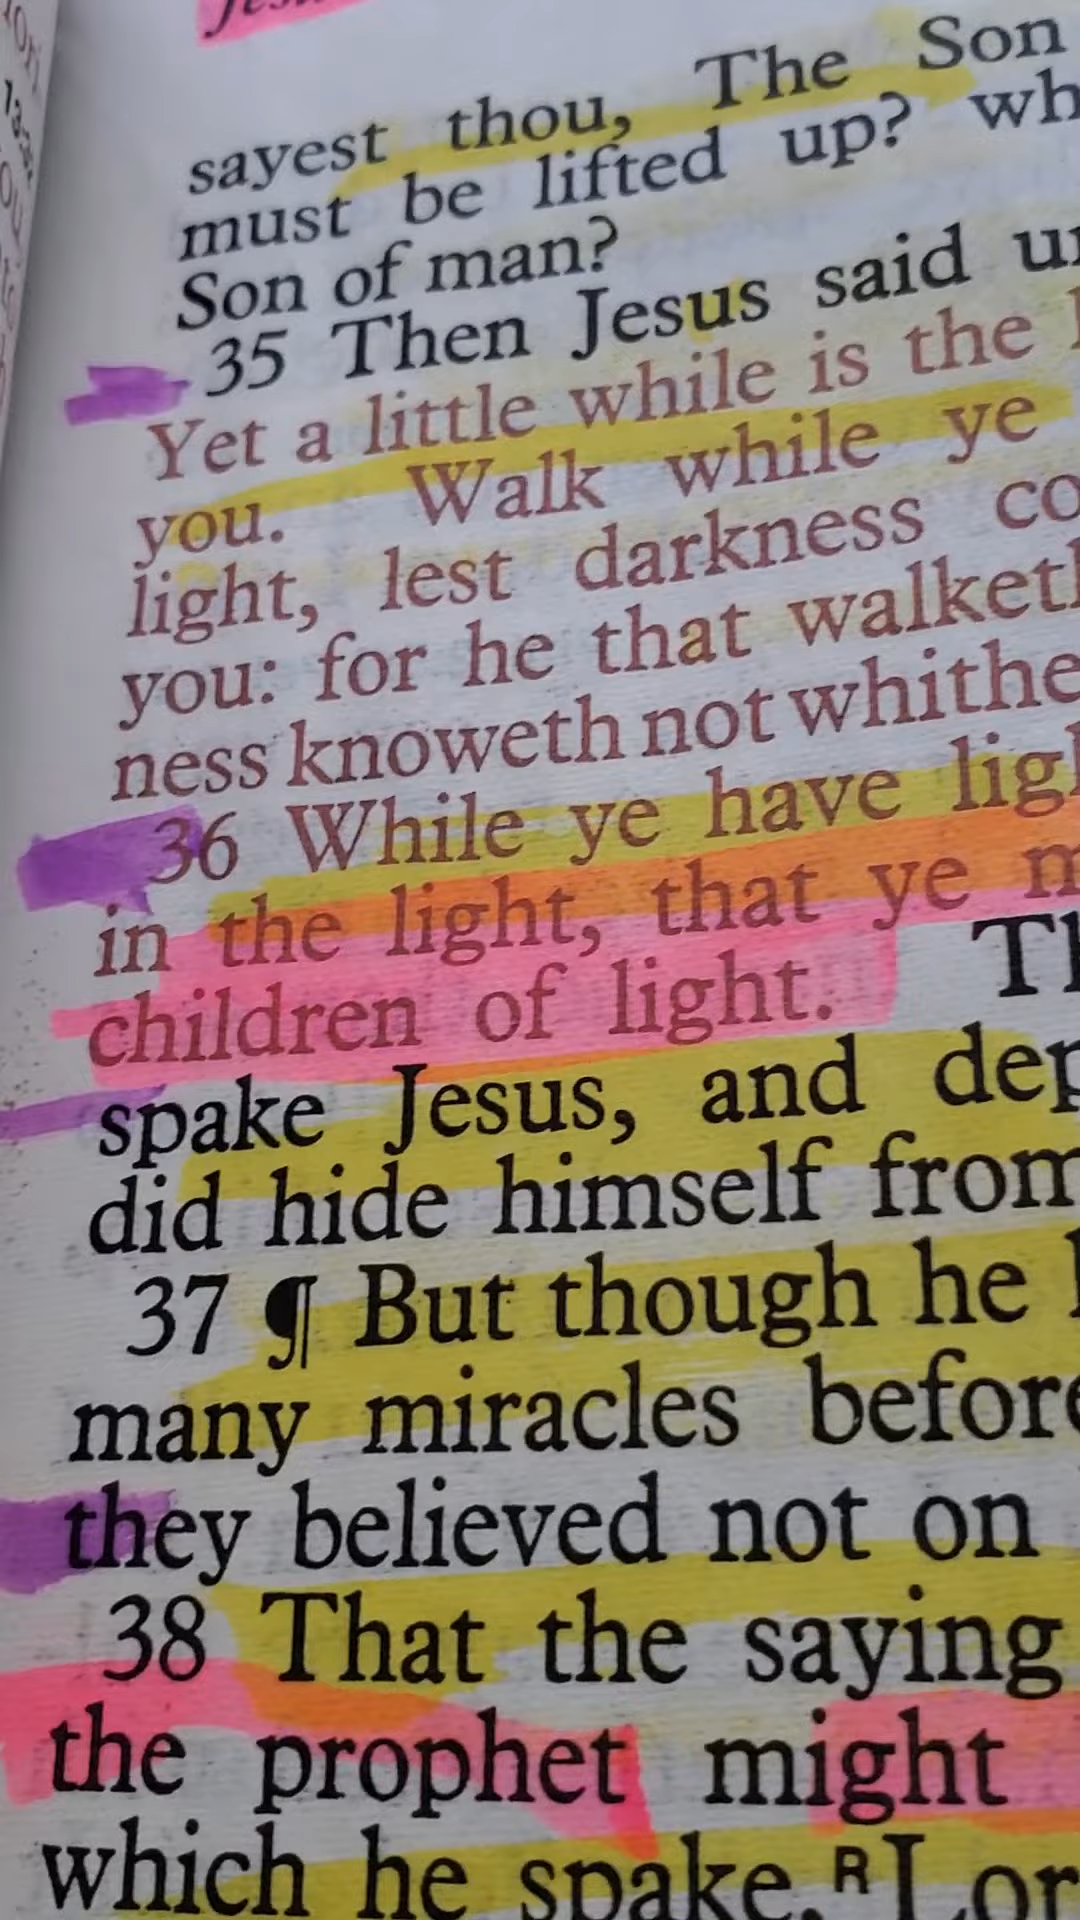 sayest thou, The Son
must be lifted up?
Son of man?
35 Then Jesus said
Yet a little while is the
you. Walk while ye
light, lest darkness co
you: for he that walketh
ness knoweth not whithe
36 While ye have ligh
in the light, that ye m
children of light. Th
spake Jesus, and dep
did hide himself from
37 ¶ But though he
many miracles before
they believed not on
38 That the saying
the prophet might
which he spake, ᴿLor